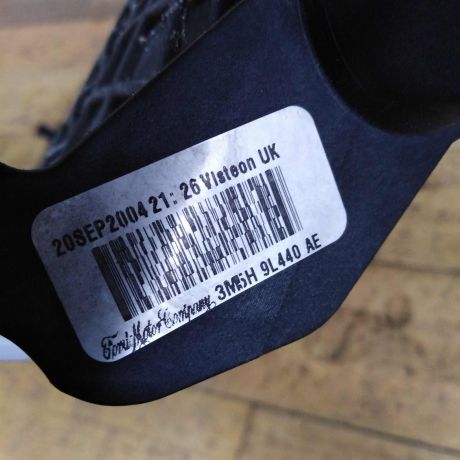 20SEP2004 21: 26 Visteon UK
Ford Motor Company 3M5H 9L440 AE